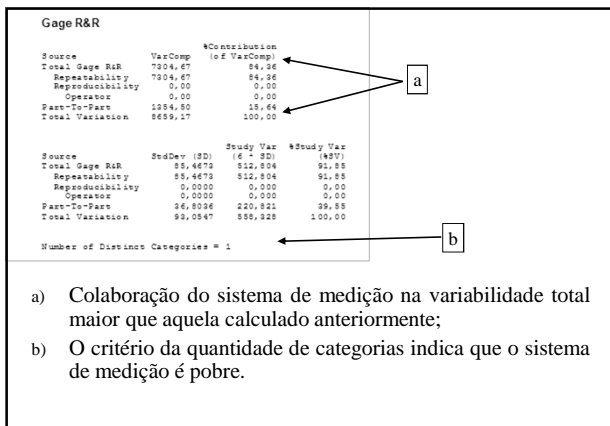 Gage R&R
%Contribution
Source VarComp (of VarComp)
Total Gage R&R 7304,67 84,36
Repeatability 7304,67 84,36
Reproducibility 0,00 0,00
Operator 0,00 0,00
Part-To-Part 1354,50 15,64
Total Variation 8659,17 100,00
a
Study Var %Study Var
Source StdDev (SD) (6 * SD) (%SV)
Total Gage R&R 85,4673 512,804 91,85
Repeatability 85,4673 512,804 91,85
Reproducibility 0,0000 0,000 0,00
Operator 0,0000 0,000 0,00
Part-To-Part 36,8036 220,821 39,55
Total Variation 93,0547 558,328 100,00
b
Number of Distinct Categories = 1
a) Colaboração do sistema de medição na variabilidade total
maior que aquela calculado anteriormente;
b) O critério da quantidade de categorias indica que o sistema
de medição é pobre.